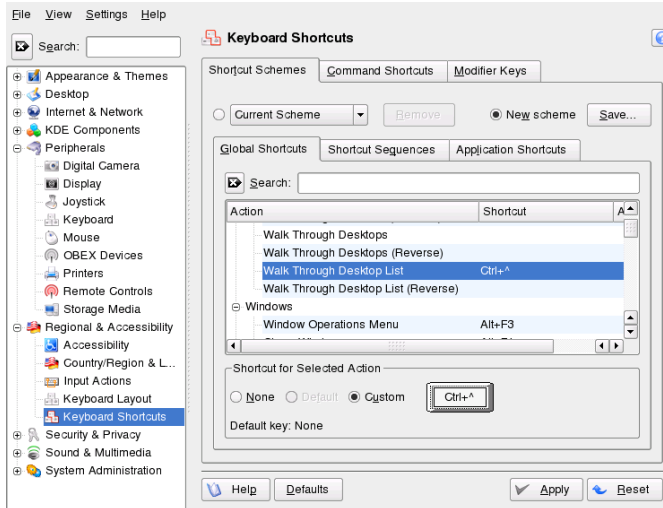 File View Settings Help
Search:
Appearance & Themes
Desktop
Internet & Network
KDE Components
Peripherals
Digital Camera
Display
Joystick
Keyboard
Mouse
OBEX Devices
Printers
Remote Controls
Storage Media
Regional & Accessibility
Accessibility
Country/Region & L...
Input Actions
Keyboard Layout
Keyboard Shortcuts
Security & Privacy
Sound & Multimedia
System Administration
Keyboard Shortcuts
Shortcut Schemes Command Shortcuts Modifier Keys
Current Scheme Remove New scheme Save...
Global Shortcuts Shortcut Sequences Application Shortcuts
Search:
Action Shortcut A
Walk Through Desktops
Walk Through Desktops (Reverse)
Walk Through Desktop List Ctrl+^
Walk Through Desktop List (Reverse)
Windows
Window Operations Menu Alt+F3
Shortcut for Selected Action
None Default Custom Ctrl+^
Default key: None
Help Defaults Apply Reset